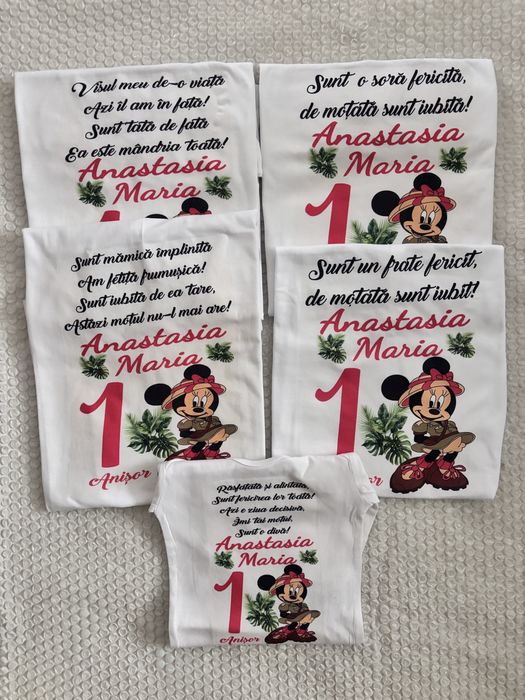 Visul meu de-o viață
Azi îl am în față!
Sunt tată de fată
Ea este mândria toată!
Anastasia
Maria
1
Sunt o soră fericită,
de moțată sunt iubită!
Anastasia
Maria
1
Sunt mămică împlinită
Am fetiță frumușică!
Sunt iubită de ea tare,
Astăzi moțul nu-l mai are!
Anastasia
Maria
1
Anișor
Sunt un frate fericit,
de moțată sunt iubit!
Anastasia
Maria
1
Anișor
Răsfățată și alintată
Sunt fericirea lor toată!
Azi e ziua decisivă,
Îmi tai moțul,
Sunt o divă!
Anastasia
Maria
1
Anișor